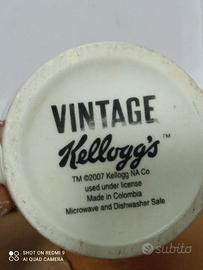 VINTAGE
Kellogg's™
TM ©2007 Kellogg NA Co
used under license
Made in Colombia
Microwave and Dishwasher Safe
SHOT ON REDMI 9
AI QUAD CAMERA
subito